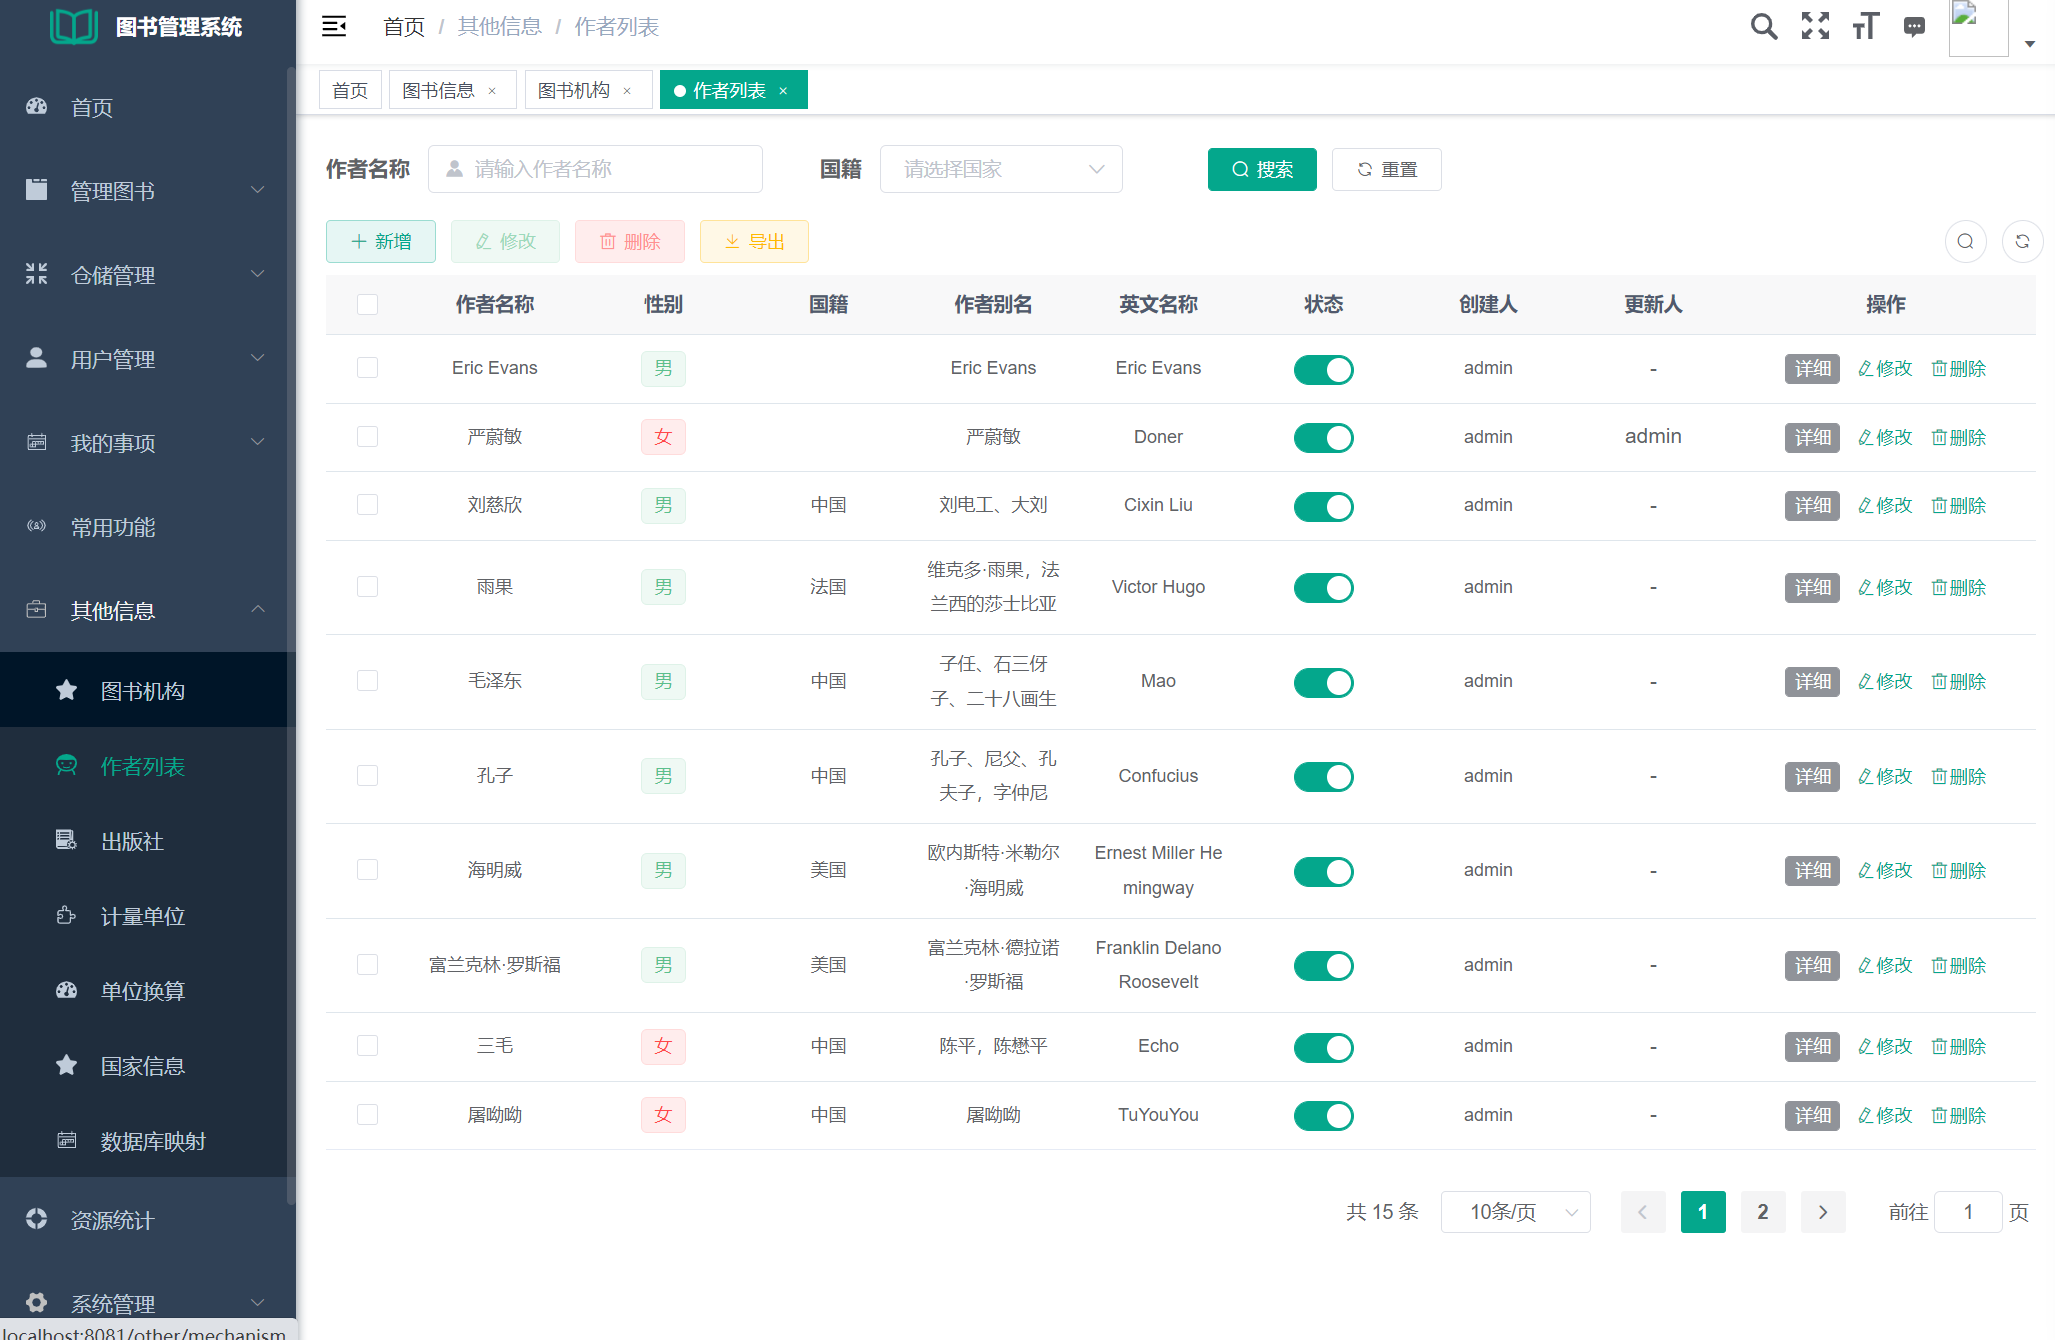 图书管理系统
首页
管理图书
仓储管理
用户管理
我的事项
常用功能
其他信息
图书机构
作者列表
出版社
计量单位
单位换算
国家信息
数据库映射
资源统计
系统管理
localhost:8081/other/mechanism
首页 / 其他信息 / 作者列表
首页 图书信息 × 图书机构 × 作者列表 ×
作者名称 请输入作者名称 国籍 请选择国家 搜索 重置
新增 修改 删除 导出
作者名称 性别 国籍 作者别名 英文名称 状态 创建人 更新人 操作
Eric Evans 男 Eric Evans Eric Evans admin - 详细 修改 删除
严蔚敏 女 严蔚敏 Doner admin admin 详细 修改 删除
刘慈欣 男 中国 刘电工、大刘 Cixin Liu admin - 详细 修改 删除
雨果 男 法国 维克多·雨果，法 Victor Hugo admin - 详细 修改 删除
兰西的莎士比亚
毛泽东 男 中国 子任、石三伢 Mao admin - 详细 修改 删除
子、二十八画生
孔子 男 中国 孔子、尼父、孔 Confucius admin - 详细 修改 删除
夫子，字仲尼
海明威 男 美国 欧内斯特·米勒尔 Ernest Miller He admin - 详细 修改 删除
·海明威 mingway
富兰克林·罗斯福 男 美国 富兰克林·德拉诺 Franklin Delano admin - 详细 修改 删除
·罗斯福 Roosevelt
三毛 女 中国 陈平，陈懋平 Echo admin - 详细 修改 删除
屠呦呦 女 中国 屠呦呦 TuYouYou admin - 详细 修改 删除
共 15 条 10条/页 1 2 前往 1 页